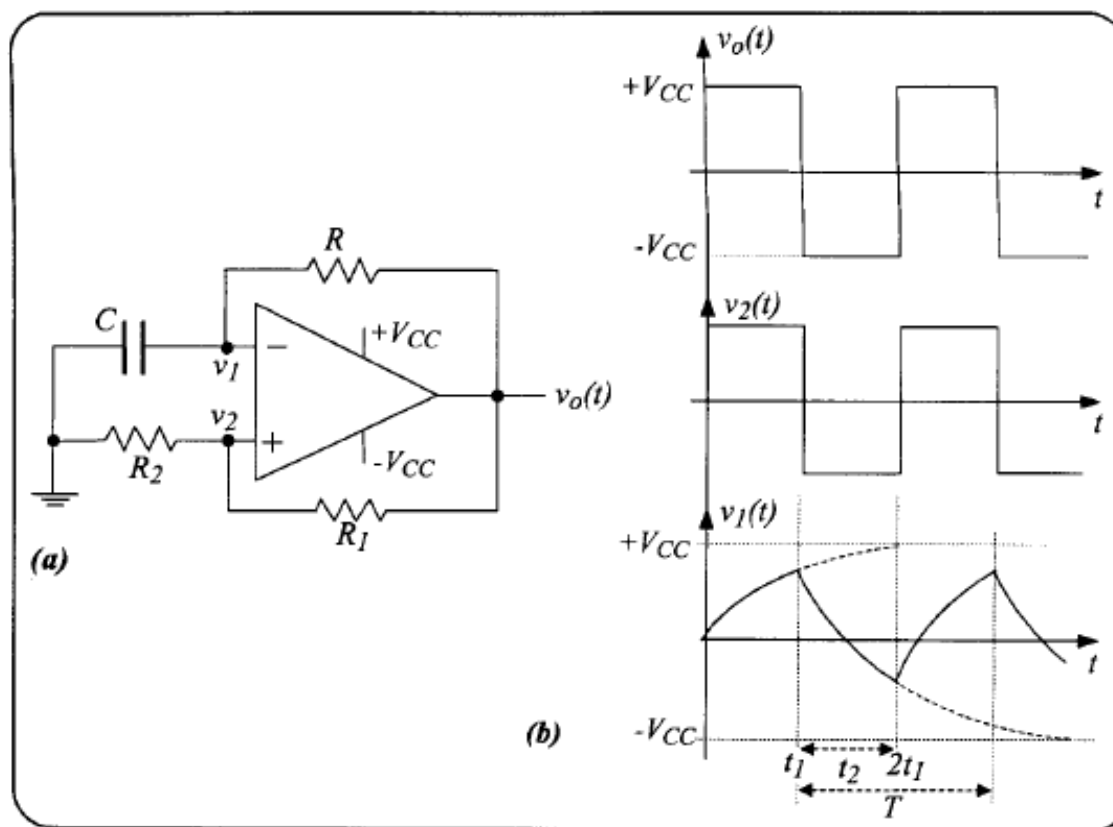 R
C
v1
+VCC
−
v2
+
-VCC
R2
R1
vo(t)
(a)
vo(t)
+VCC
t
-VCC
v2(t)
t
v1(t)
+VCC
t
-VCC
t1
t2
2t1
T
(b)